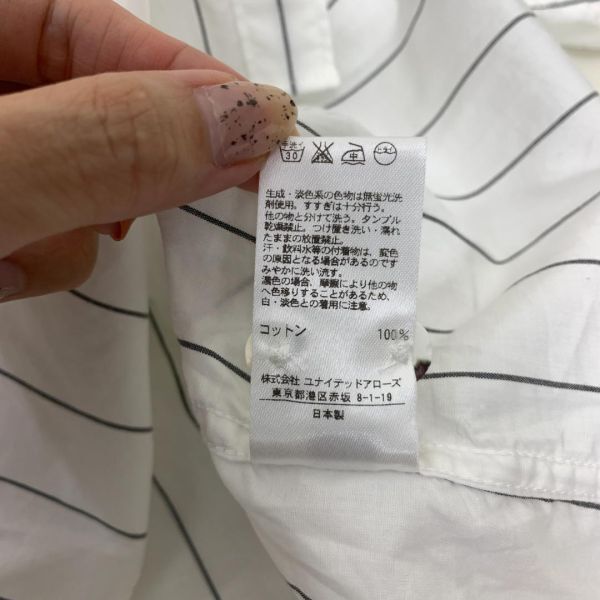 手洗イ
30
中
生成・淡色系の色物は無蛍光洗
剤使用。すすぎは十分行う。
他の物と分けて洗う。タンブル
乾燥禁止。つけ置き洗い・濡れ
たままの放置禁止。
汗・飲料水等の付着物は、変色
の原因となる場合があるのです
みやかに洗い流す。
濃色の場合、摩擦により他の物
へ色移りすることがあるため、
白・淡色との着用に注意。
コットン 100%
株式会社 ユナイテッドアローズ
東京都港区赤坂 8-1-19
日本製